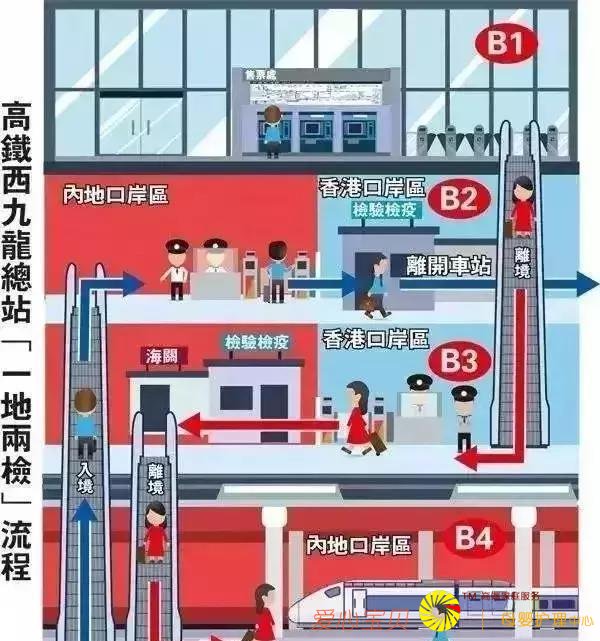 高鐵西九龍總站「一地兩檢」流程
B1
售票處
內地口岸區
香港口岸區
B2
檢驗檢疫
離開車站
離境
香港口岸區
B3
海關
檢驗檢疫
入境
離境
內地口岸區
B4
爱心宝贝